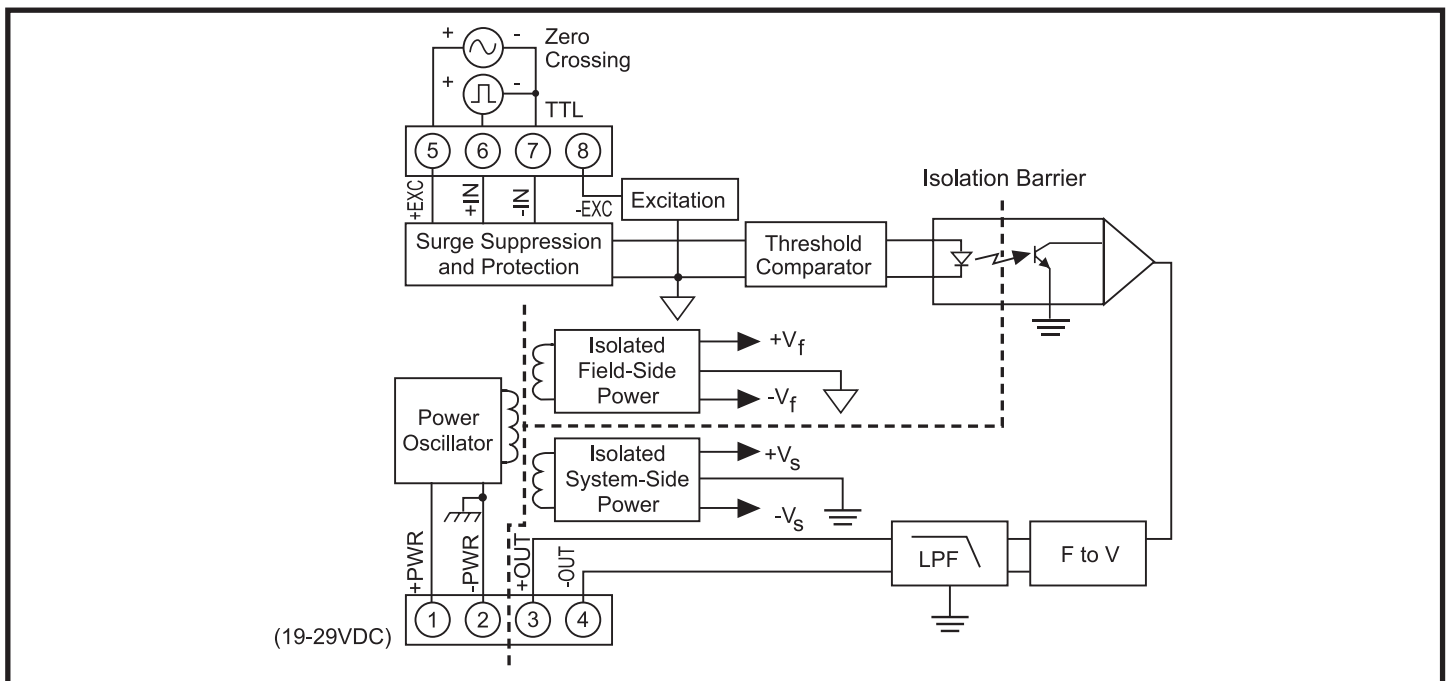 + - Zero
Crossing
+ -
TTL
5 6 7 8
+EXC +IN -IN -EXC
Excitation
Isolation Barrier
Surge Suppression
and Protection
Threshold
Comparator
Isolated
Field-Side
Power
+Vf
-Vf
Power
Oscillator
Isolated
System-Side
Power
+Vs
-Vs
+PWR -PWR +OUT -OUT
LPF
F to V
1 2 3 4
(19-29VDC)